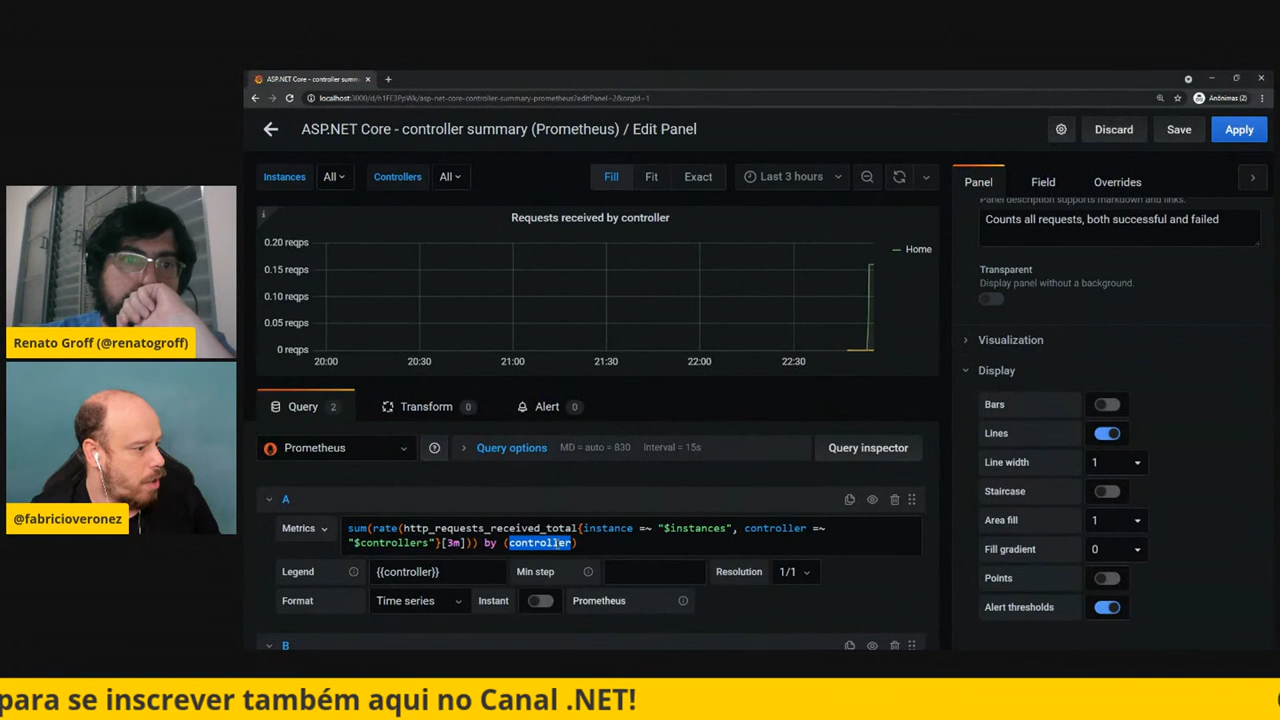 ASP.NET Core - controller summ
localhost:3000/d/h1FE3PpWk/asp-net-core-controller-summary-prometheus?editPanel=2&orgId=1
Anônimas (2)
ASP.NET Core - controller summary (Prometheus) / Edit Panel
Discard
Save
Apply
Instances
All
Controllers
All
Fill
Fit
Exact
Last 3 hours
Panel
Field
Overrides
Panel description supports markdown and links.
Counts all requests, both successful and failed
Transparent
Display panel without a background.
Visualization
Display
Bars
Lines
Line width
1
Staircase
Area fill
1
Fill gradient
0
Points
Alert thresholds
i
Requests received by controller
0.20 reqps
0.15 reqps
0.10 reqps
0.05 reqps
0 reqps
20:00
20:30
21:00
21:30
22:00
22:30
Home
Query 2
Transform 0
Alert 0
Prometheus
Query options
MD = auto = 830
Interval = 15s
Query inspector
A
Metrics
sum(rate(http_requests_received_total{instance =~ "$instances", controller =~
"$controllers"}[3m])) by (controller)
Legend
{{controller}}
Min step
Resolution
1/1
Format
Time series
Instant
Prometheus
B
Renato Groff (@renatogroff)
@fabricioveronez
para se inscrever também aqui no Canal .NET!